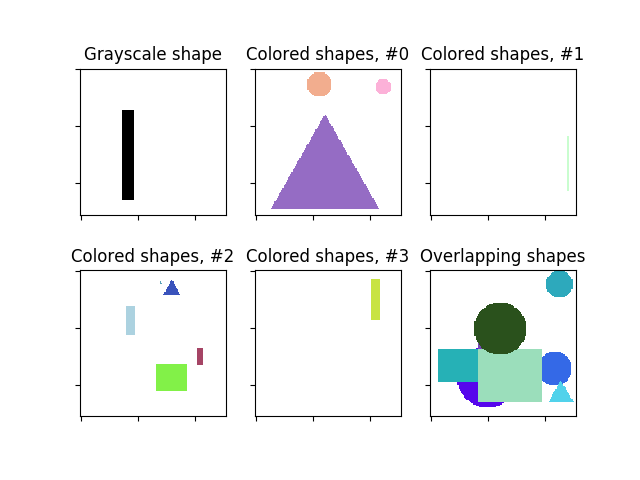 Grayscale shape
Colored shapes, #0
Colored shapes, #1
Colored shapes, #2
Colored shapes, #3
Overlapping shapes